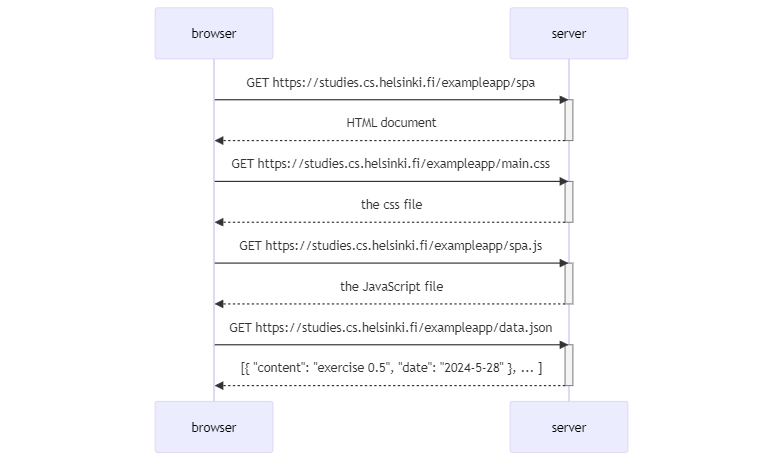 browser server
GET https://studies.cs.helsinki.fi/exampleapp/spa
HTML document
GET https://studies.cs.helsinki.fi/exampleapp/main.css
the css file
GET https://studies.cs.helsinki.fi/exampleapp/spa.js
the JavaScript file
GET https://studies.cs.helsinki.fi/exampleapp/data.json
[{ "content": "exercise 0.5", "date": "2024-5-28" }, ... ]
browser server